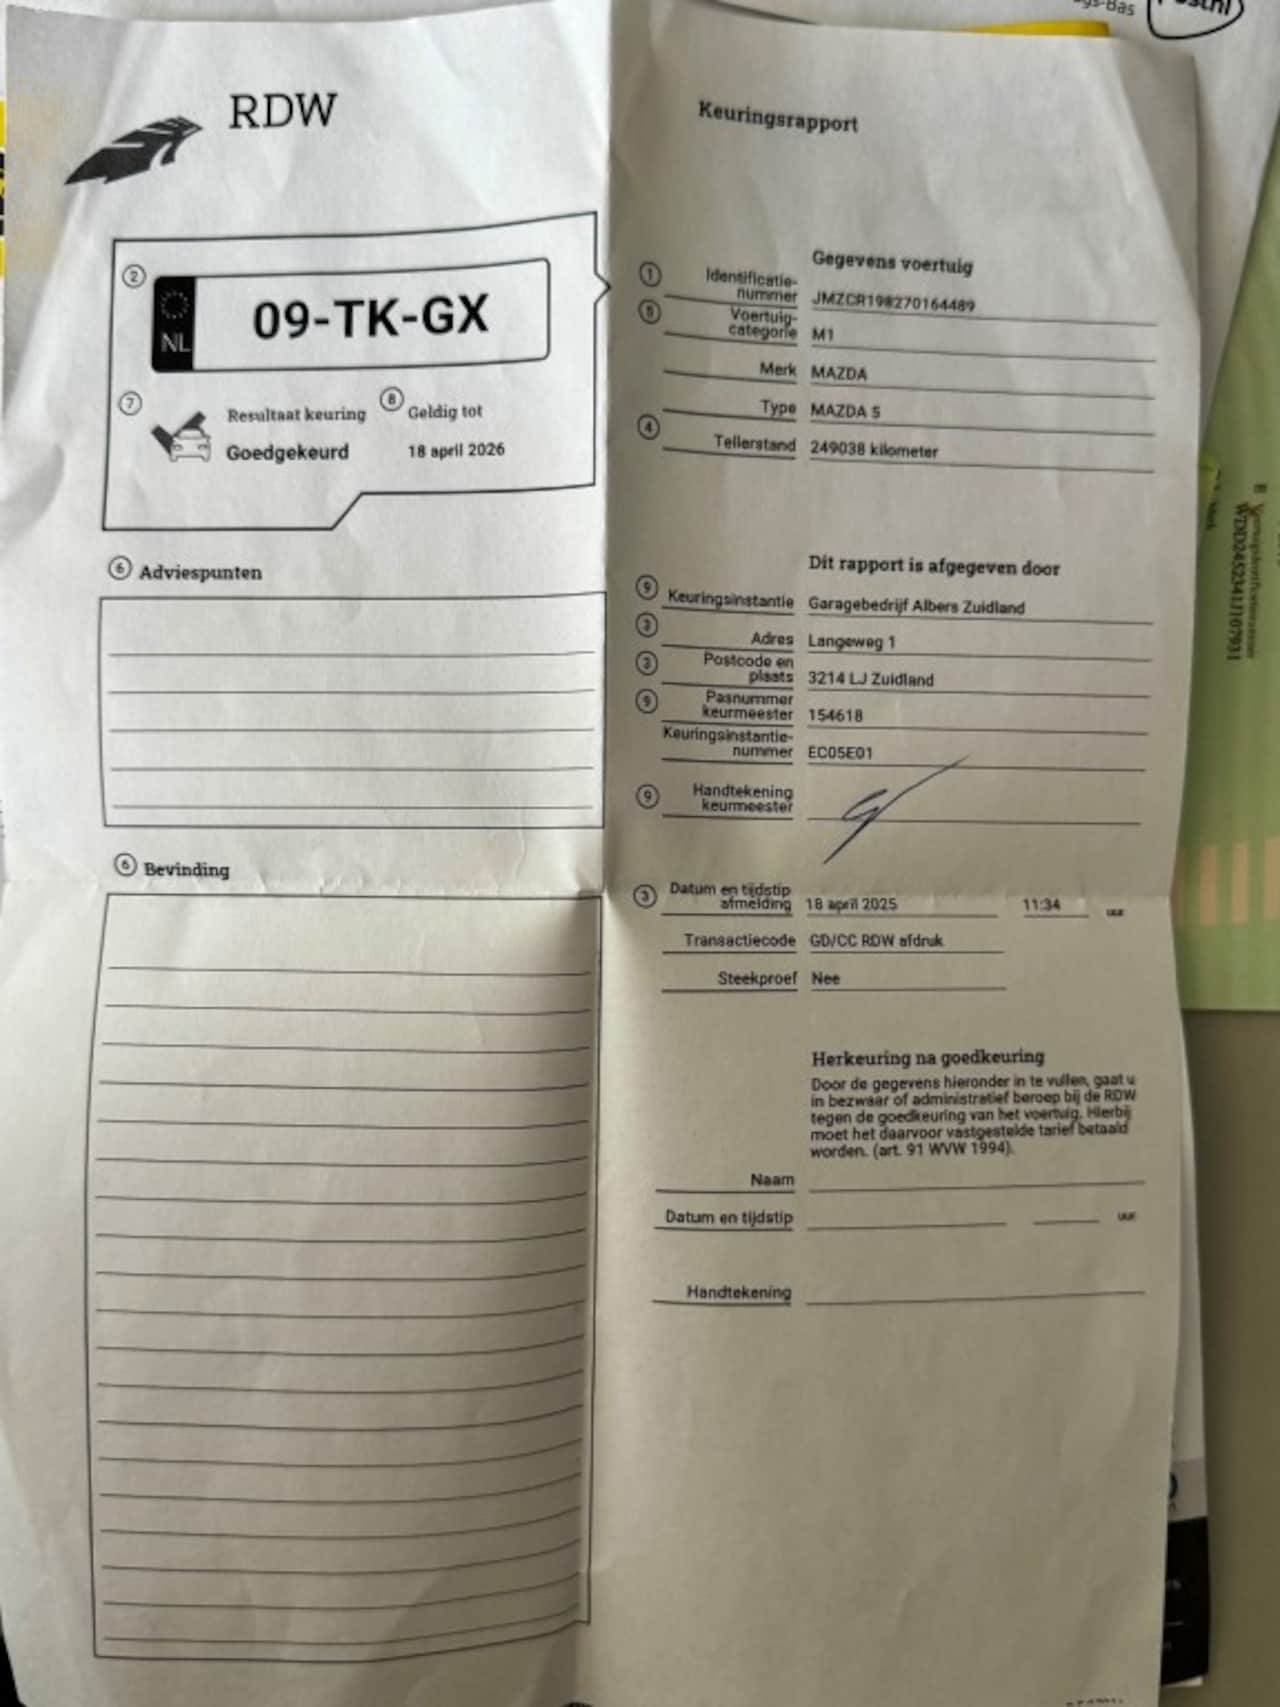 RDW
Keuringsrapport
2
NL
09-TK-GX
7
Resultaat keuring
Goedgekeurd
8
Geldig tot
18 april 2026
6 Adviespunten
6 Bevinding
Gegevens voertuig
1 Identificatie-
nummer JMZCR198270164489
5 Voertuig-
categorie M1
Merk MAZDA
Type MAZDA 5
4 Tellerstand 249038 kilometer
Dit rapport is afgegeven door
9 Keuringsinstantie Garagebedrijf Albers Zuidland
3 Adres Langeweg 1
3 Postcode en
plaats 3214 LJ Zuidland
9 Pasnummer
keurmeester 154618
Keuringsinstantie-
nummer EC05E01
9 Handtekening
keurmeester
3 Datum en tijdstip
afmelding 18 april 2025 11:34 uur
Transactiecode GD/CC RDW afdruk
Steekproef Nee
Herkeuring na goedkeuring
Door de gegevens hieronder in te vullen, gaat u
in bezwaar of administratief beroep bij de RDW
tegen de goedkeuring van het voertuig. Hierbij
moet het daarvoor vastgestelde tarief betaald
worden. (art. 91 WVW 1994).
Naam
Datum en tijdstip uur
Handtekening